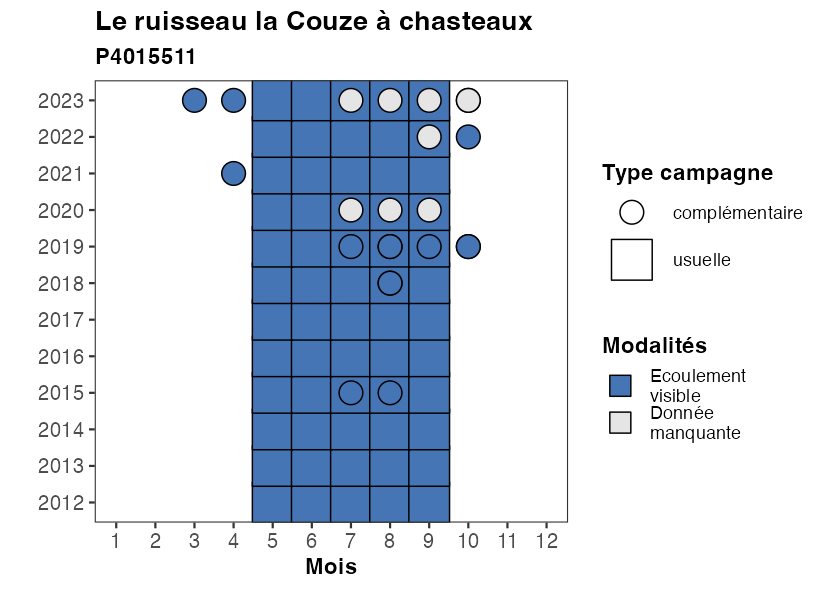 Le ruisseau la Couze à chasteaux
P4015511
2023
2022
2021
2020
2019
2018
2017
2016
2015
2014
2013
2012
1 2 3 4 5 6 7 8 9 10 11 12
Mois
Type campagne
complémentaire
usuelle
Modalités
Ecoulement
visible
Donnée
manquante